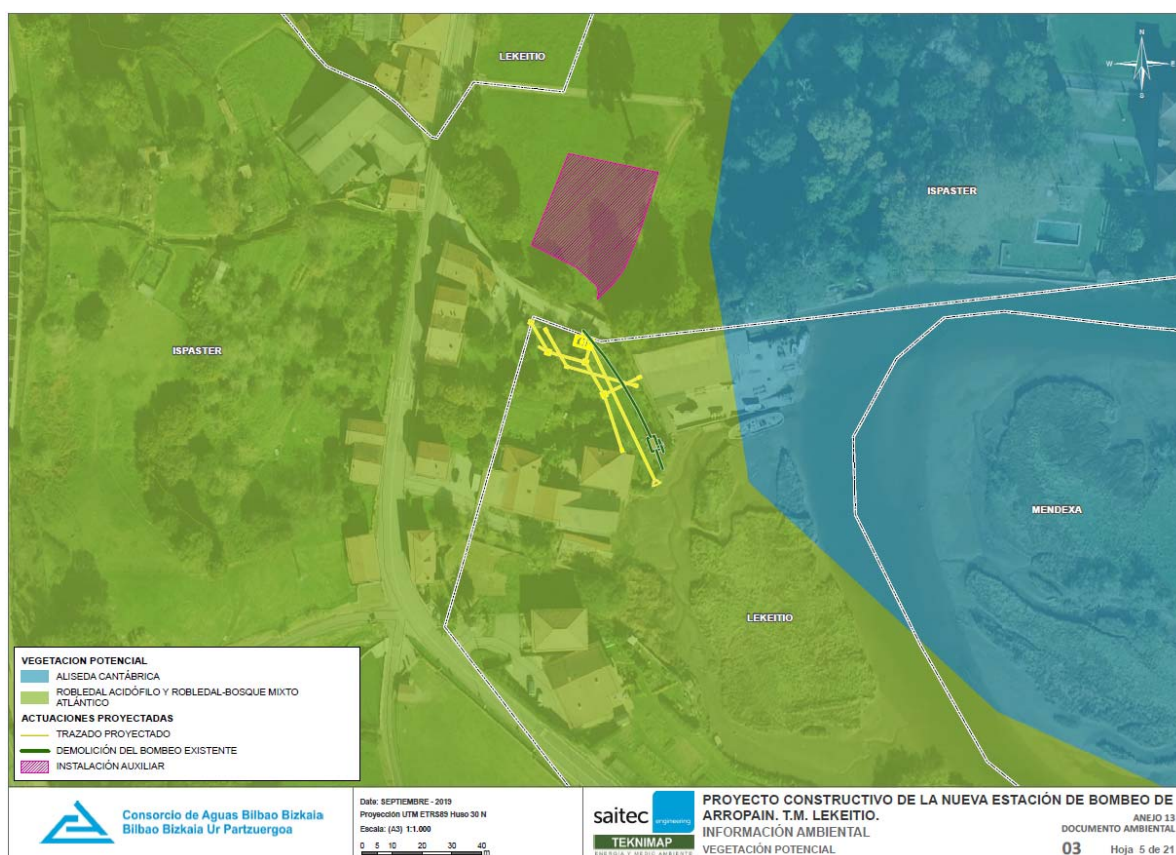 LEKEITIO
N
W
E
S
ISPASTER
ISPASTER
MENDEXA
LEKEITIO
VEGETACION POTENCIAL
ALISEDA CANTÁBRICA
ROBLEDAL ACIDÓFILO Y ROBLEDAL-BOSQUE MIXTO
ATLÁNTICO
ACTUACIONES PROYECTADAS
TRAZADO PROYECTADO
DEMOLICIÓN DEL BOMBEO EXISTENTE
INSTALACIÓN AUXILIAR
Consorcio de Aguas Bilbao Bizkaia
Bilbao Bizkaia Ur Partzuergoa
Date: SEPTIEMBRE - 2019
Proyección UTM ETRS89 Huso 30 N
Escala: (A3) 1:1.000
0 5 10 20 30 40
m
saitec engineering
TEKNIMAP
ENERGÍA Y MEDIO AMBIENTE
PROYECTO CONSTRUCTIVO DE LA NUEVA ESTACIÓN DE BOMBEO DE
ARROPAIN. T.M. LEKEITIO.
INFORMACIÓN AMBIENTAL
VEGETACIÓN POTENCIAL
ANEJO 13
DOCUMENTO AMBIENTAL
03 Hoja 5 de 21